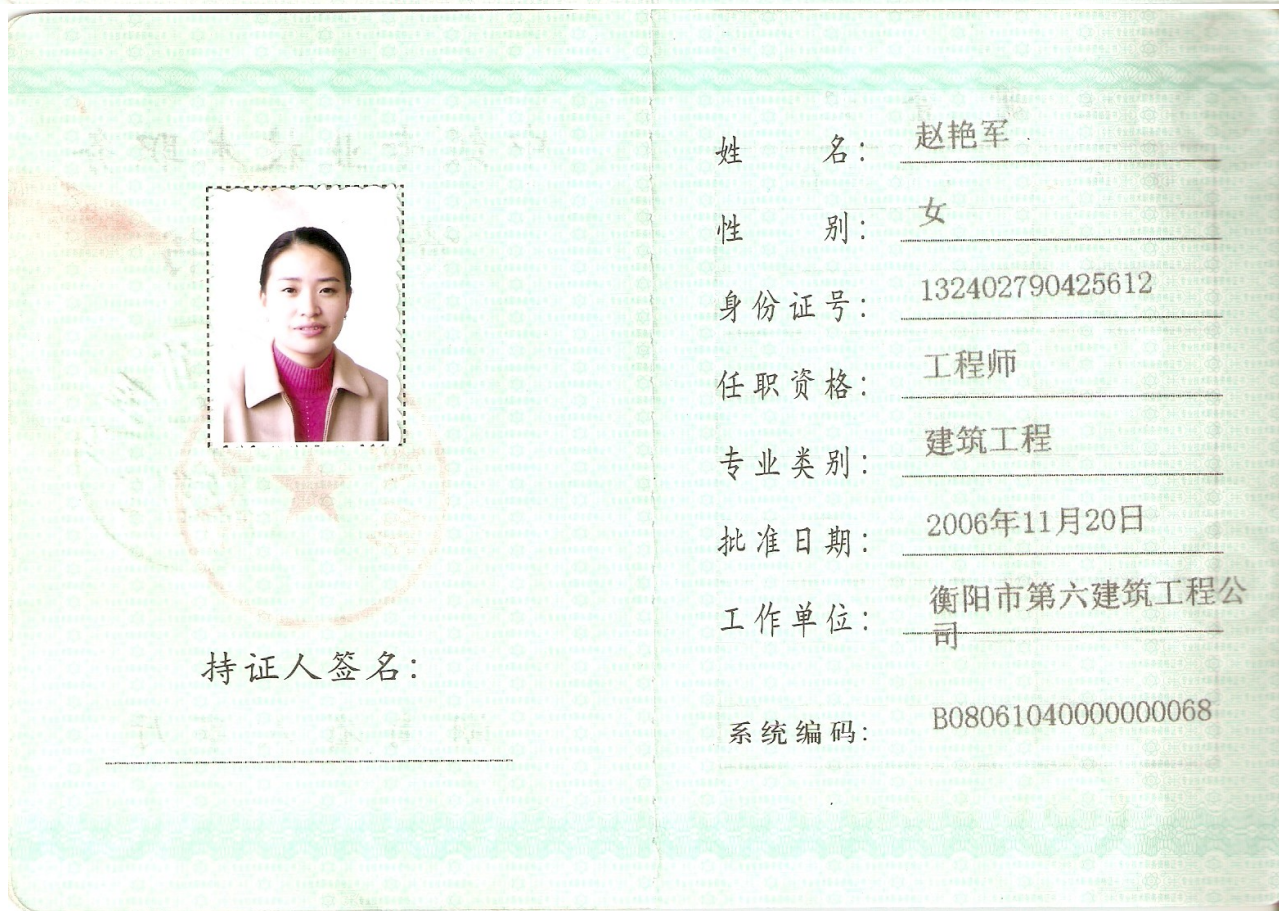 持证人签名:
姓 名: 赵艳军
性 别: 女
身份证号: 132402790425612
任职资格: 工程师
专业类别: 建筑工程
批准日期: 2006年11月20日
工作单位: 衡阳市第六建筑工程公
司
系统编码: B08061040000000068